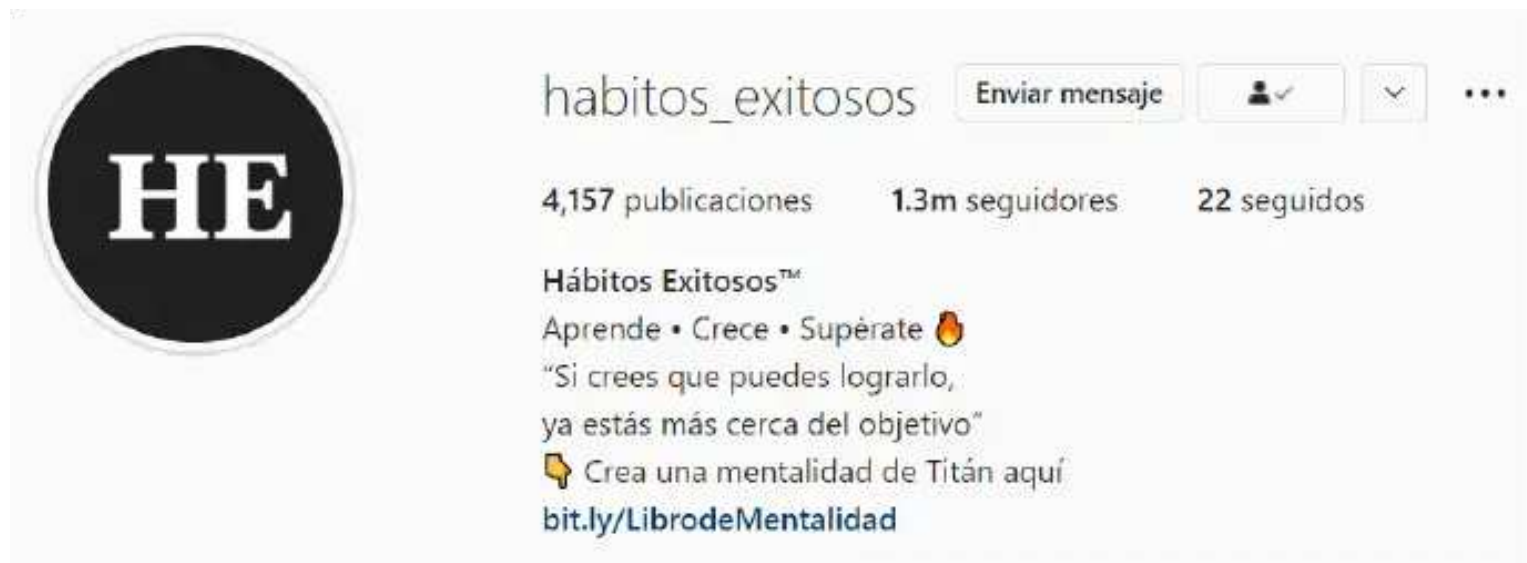 HE
habitos_exitosos Enviar mensaje
4,157 publicaciones 1.3m seguidores 22 seguidos
Hábitos Exitosos™
Aprende • Crece • Supérate 🔥
“Si crees que puedes lograrlo,
ya estás más cerca del objetivo”
👇 Crea una mentalidad de Titán aquí
bit.ly/LibrodeMentalidad